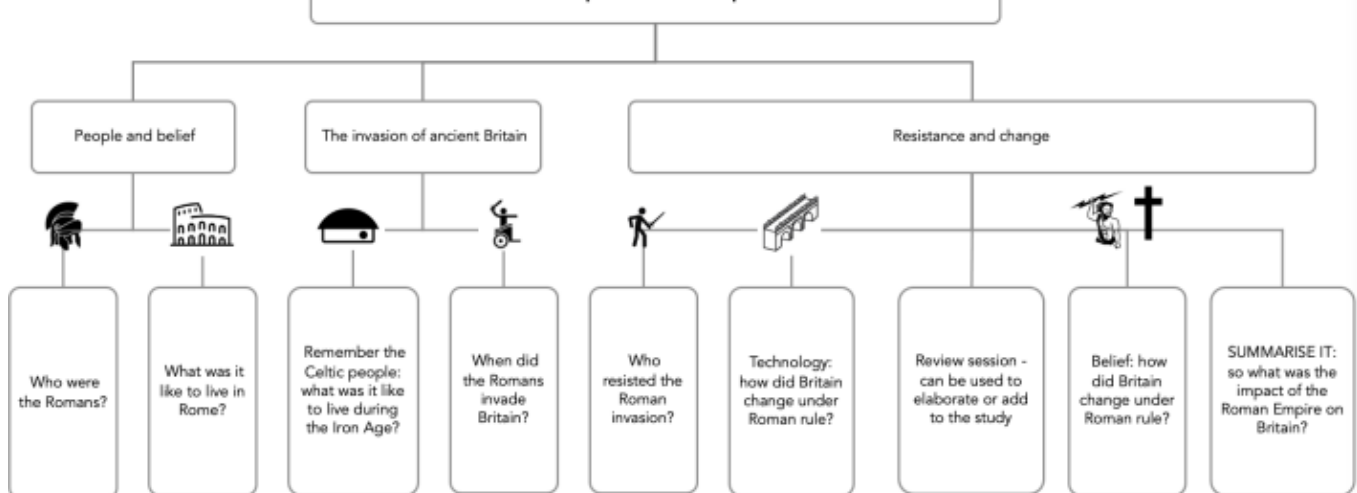 People and belief
The invasion of ancient Britain
Resistance and change
Who were
the Romans?
What was it
like to live in
Rome?
Remember the
Celtic people:
what was it like
to live during
the Iron Age?
When did
the Romans
invade
Britain?
Who
resisted the
Roman
invasion?
Technology:
how did Britain
change under
Roman rule?
Review session -
can be used to
elaborate or add
to the study
Belief: how
did Britain
change under
Roman rule?
SUMMARISE IT:
so what was the
impact of the
Roman Empire on
Britain?